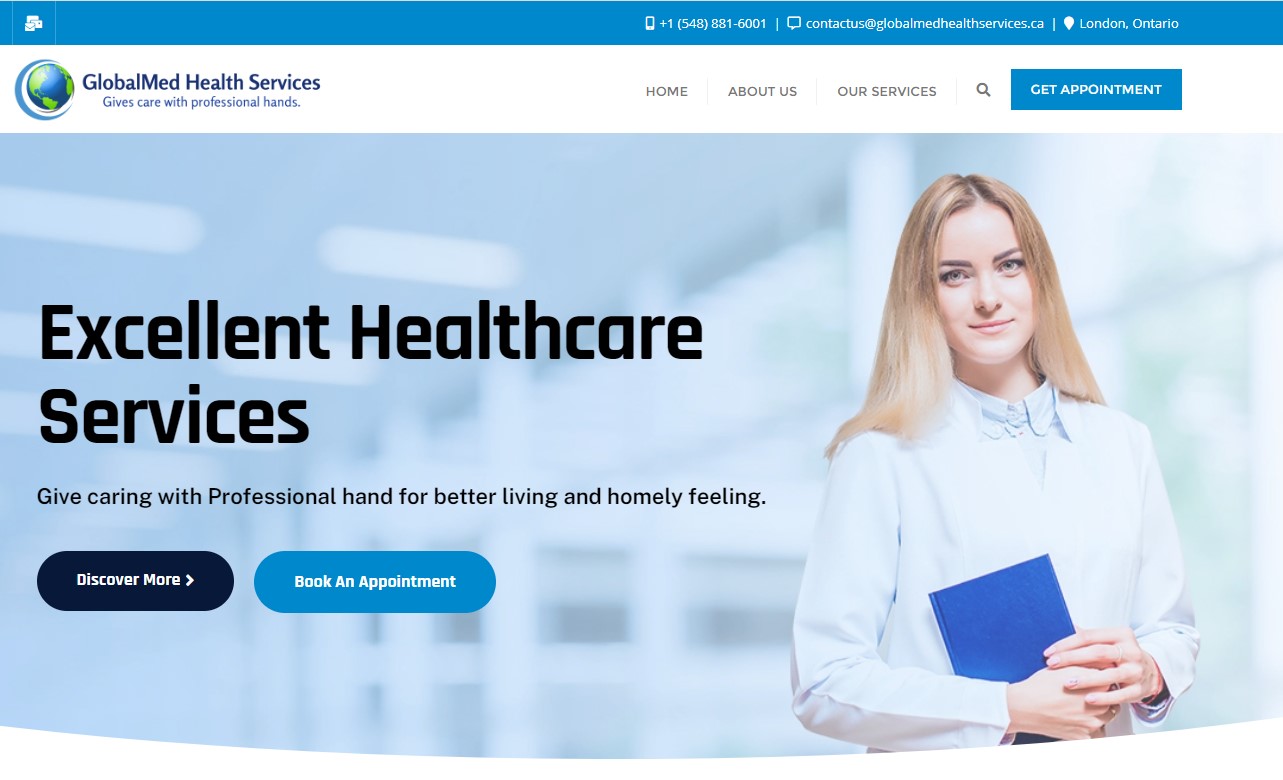 +1 (548) 881-6001 | contactus@globalmedhealthservices.ca | London, Ontario
GlobalMed Health Services
Gives care with professional hands.
HOME ABOUT US OUR SERVICES GET APPOINTMENT
Excellent Healthcare
Services
Give caring with Professional hand for better living and homely feeling.
Discover More Book An Appointment